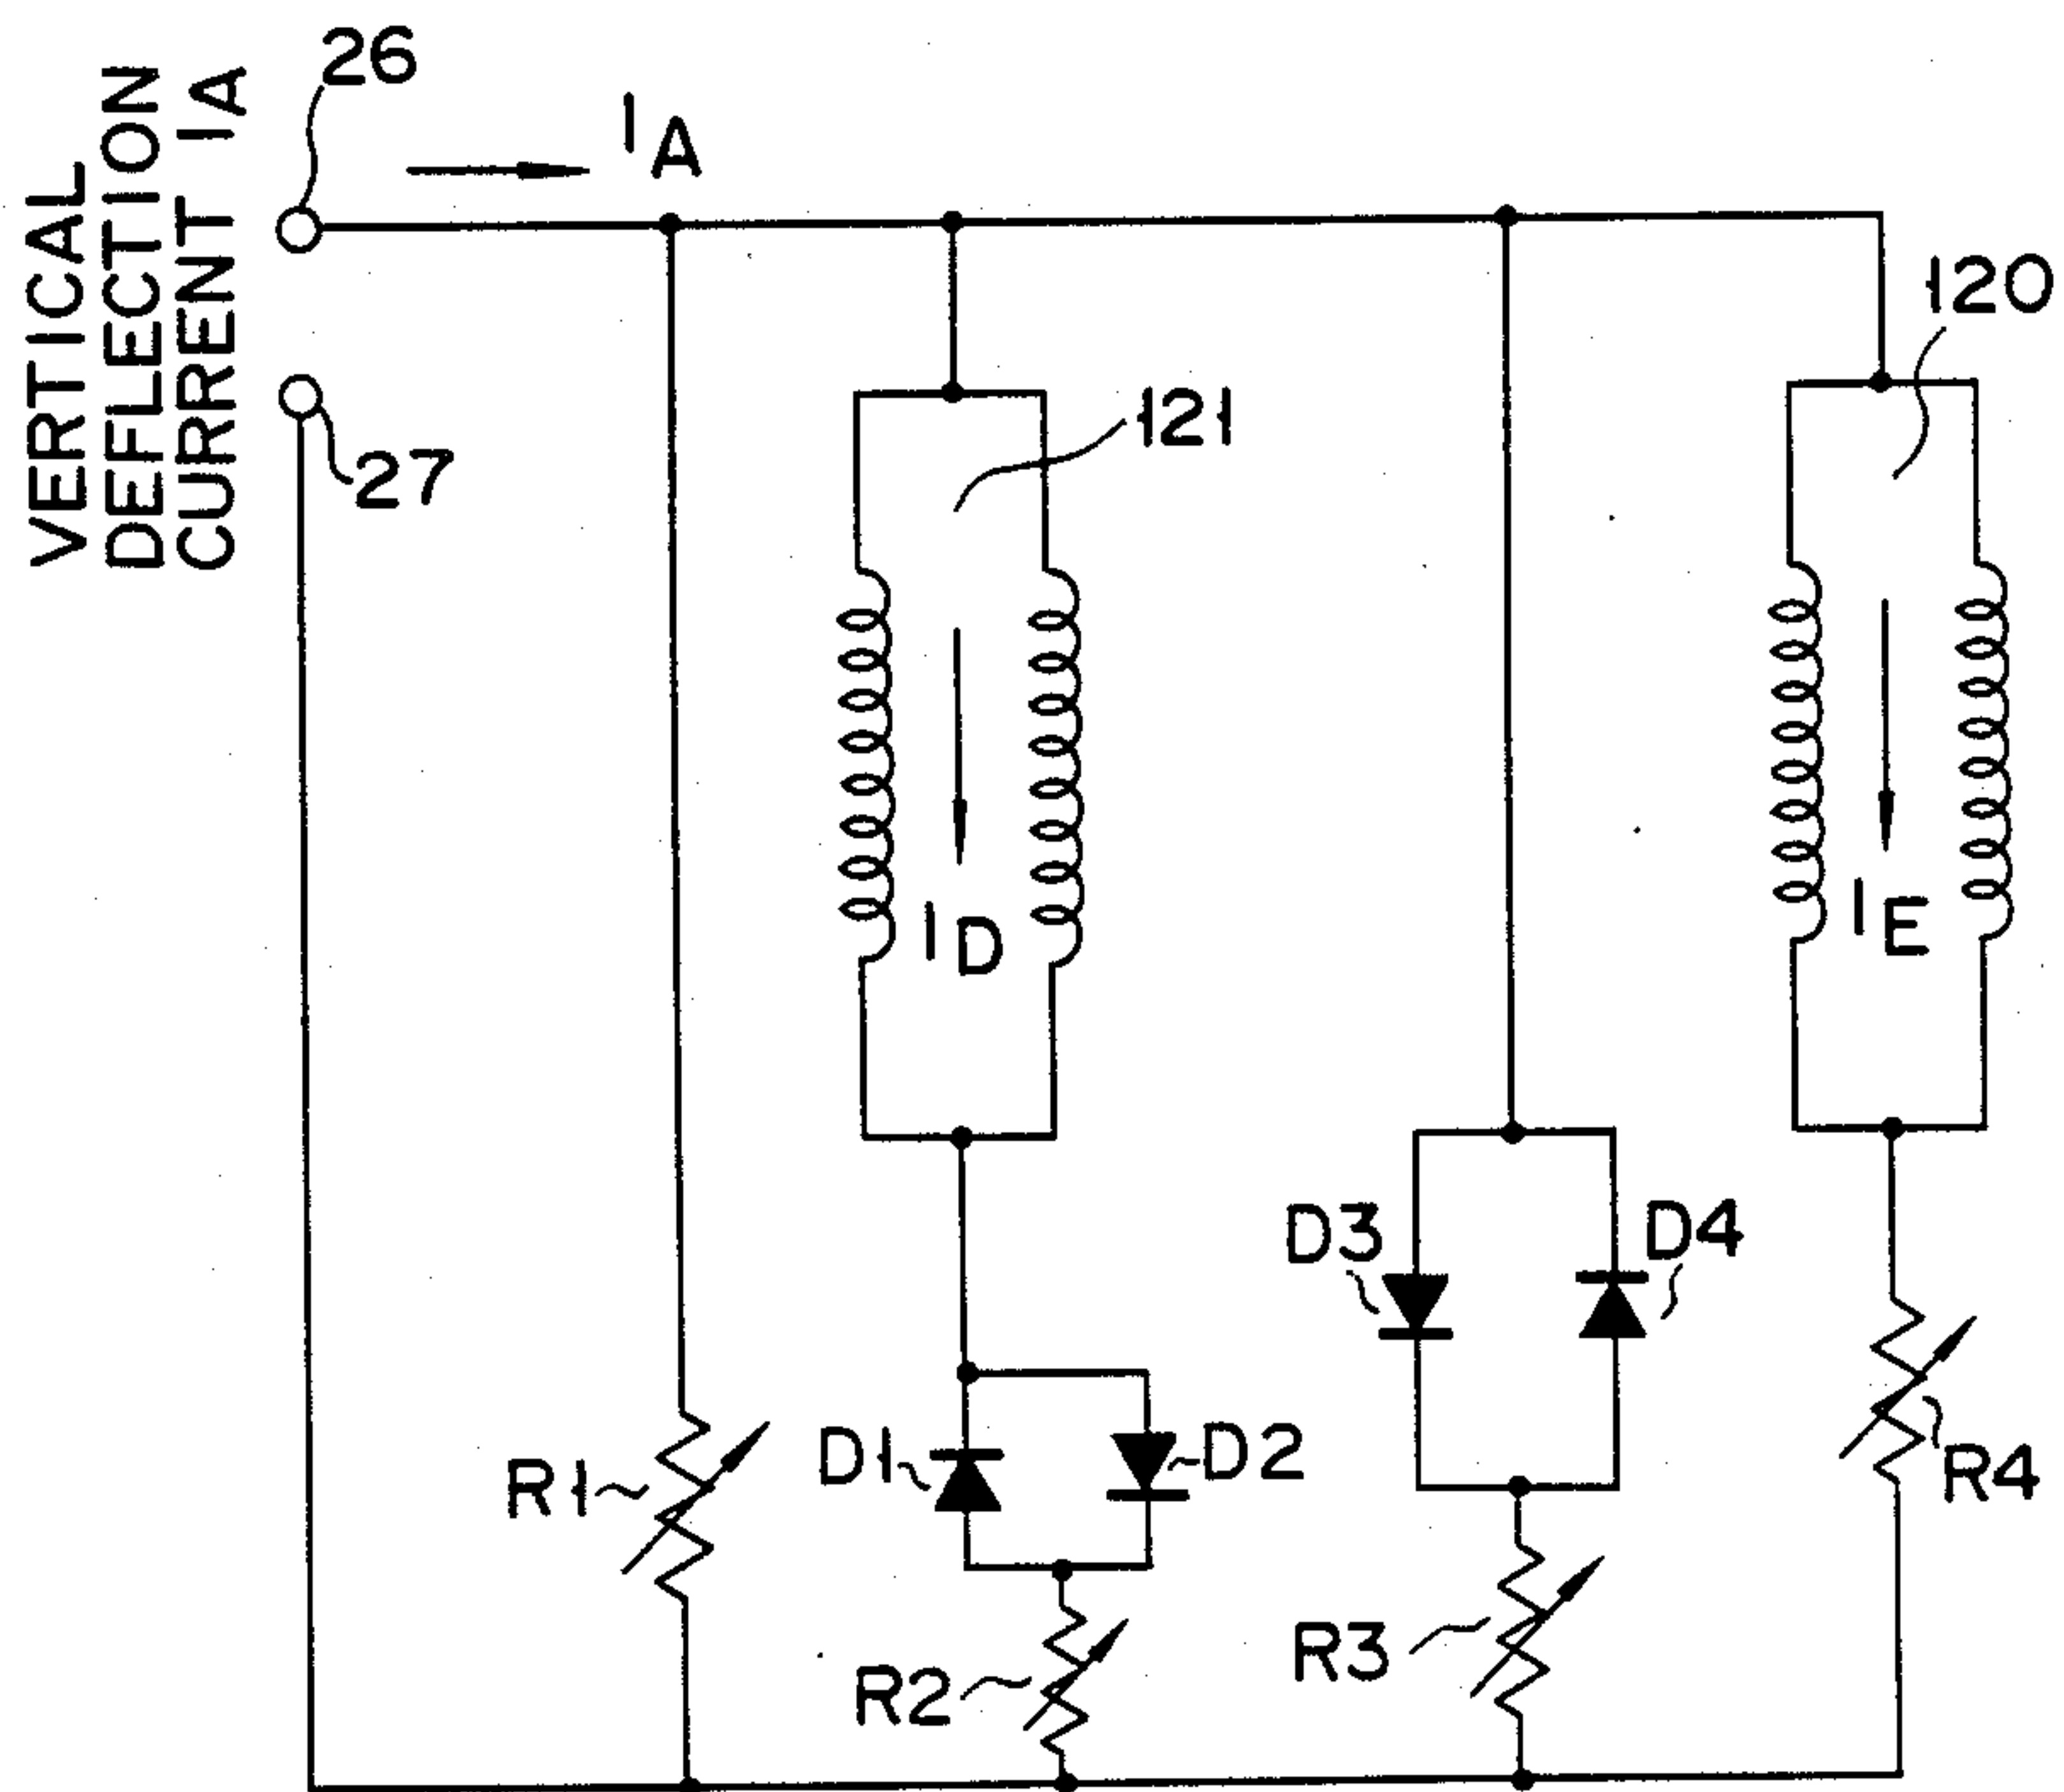 VERTICAL
DEFLECTION
CURRENT IA
26
IA
27
120
121
ID
IE
D3
D4
D1
D2
R1
R4
R2
R3